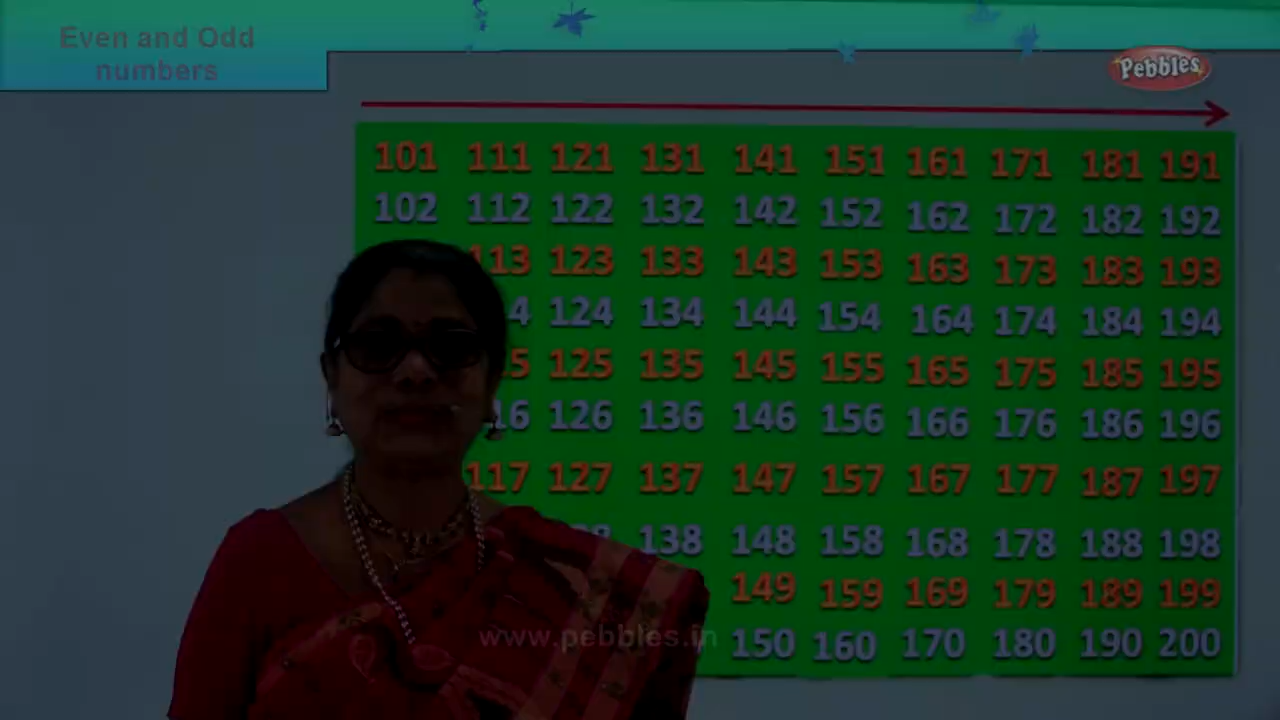 Even and Odd
numbers
Pebbles
101 111 121 131 141 151 161 171 181 191
102 112 122 132 142 152 162 172 182 192
113 123 133 143 153 163 173 183 193
4 124 134 144 154 164 174 184 194
5 125 135 145 155 165 175 185 195
16 126 136 146 156 166 176 186 196
117 127 137 147 157 167 177 187 197
138 148 158 168 178 188 198
149 159 169 179 189 199
www.pebbles.in
150 160 170 180 190 200